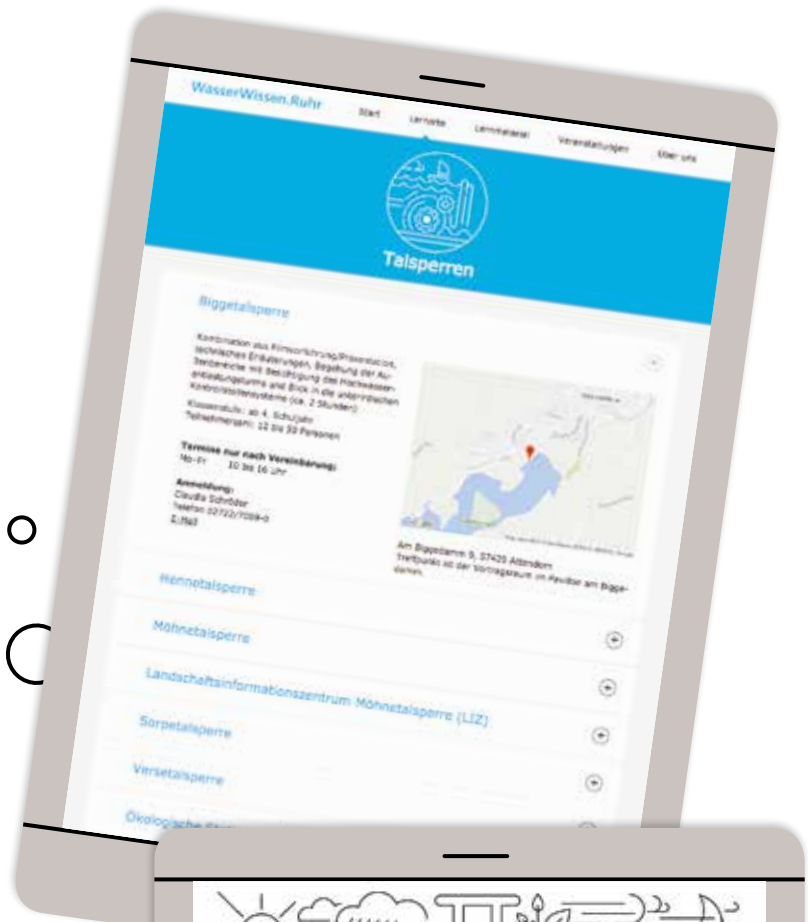 WasserWissen.Ruhr
Start Lernorte Lernmaterial Veranstaltungen Über uns
Talsperren
Biggetalsperre
Kombination aus Filmvorführung/Präsentation,
technischen Erläuterungen, Begehung der Au-
ßenbereiche mit Besichtigung des Hochwasser-
entlastungsturms und Blick in die unterirdischen
Kontrollstollensysteme (ca. 2 Stunden)
Klassenstufe: ab 4. Schuljahr
Teilnehmerzahl: 12 bis 30 Personen
Termine nur nach Vereinbarung:
Mo-Fr 10 bis 16 Uhr
Anmeldung:
Claudia Schröder
Telefon 02722/7009-0
E-Mail
Am Biggedamm 9, 57439 Attendorn
Treffpunkt ist der Vortragsraum im Pavillon am Bigge-
damm.
Hennetalsperre
Möhnetalsperre
Landschaftsinformationszentrum Möhnetalsperre (LIZ)
Sorpetalsperre
Versetalsperre
Ökologische